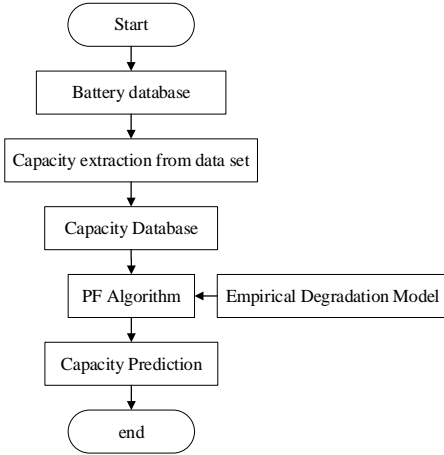 Start
Battery database
Capacity extraction from data set
Capacity Database
PF Algorithm
Empirical Degradation Model
Capacity Prediction
end